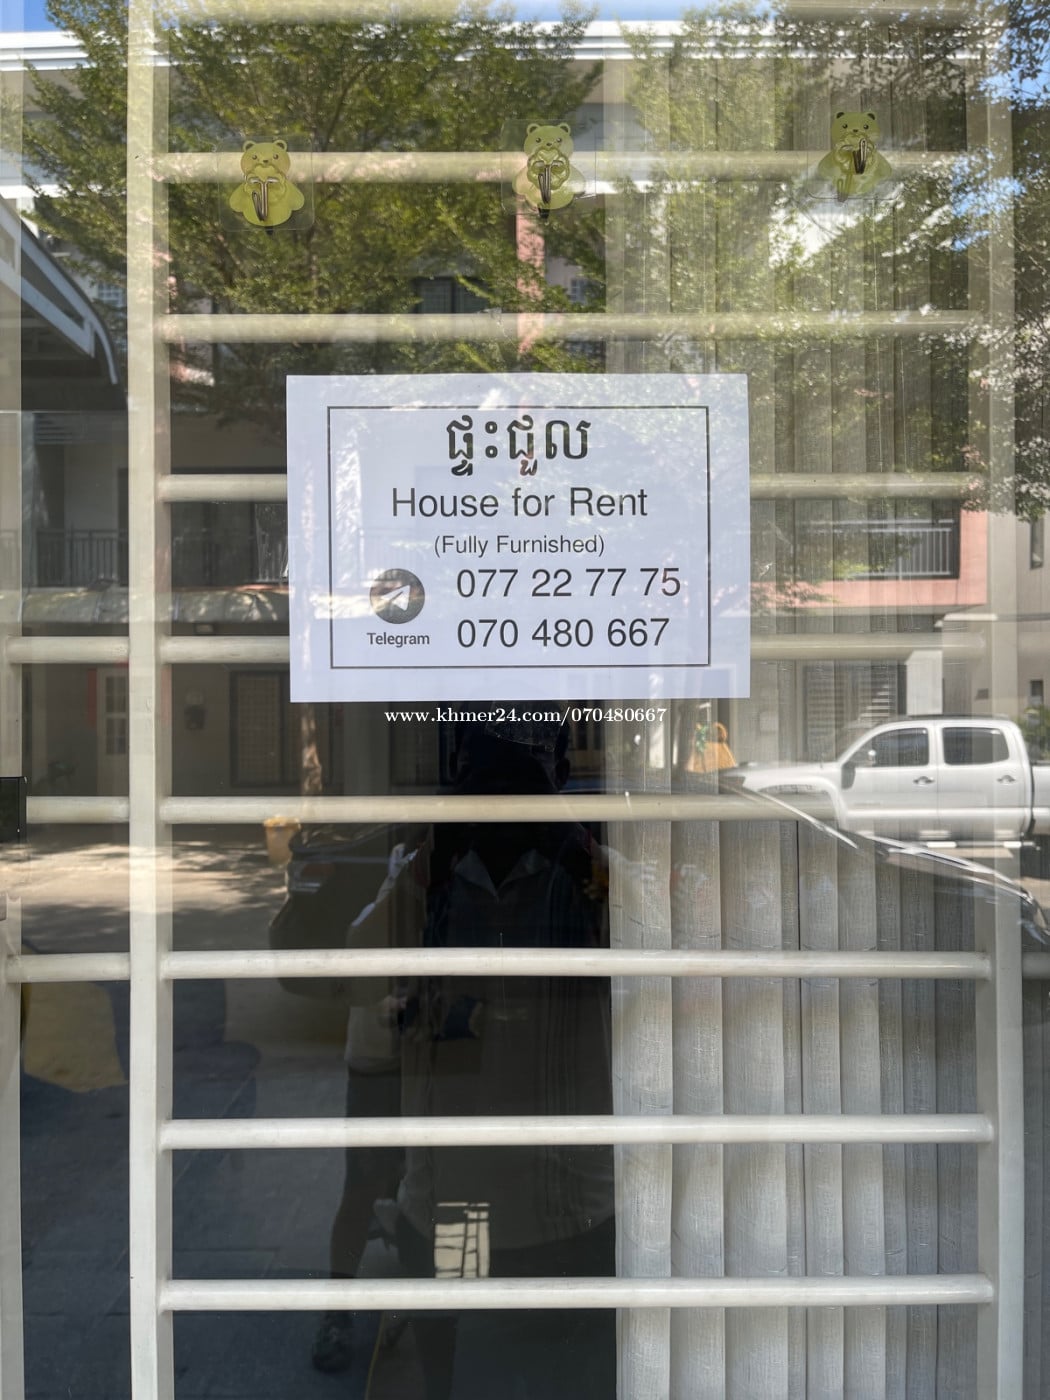 ផ្ទះជួល
House for Rent
(Fully Furnished)
077 22 77 75
Telegram 070 480 667
www.khmer24.com/070480667